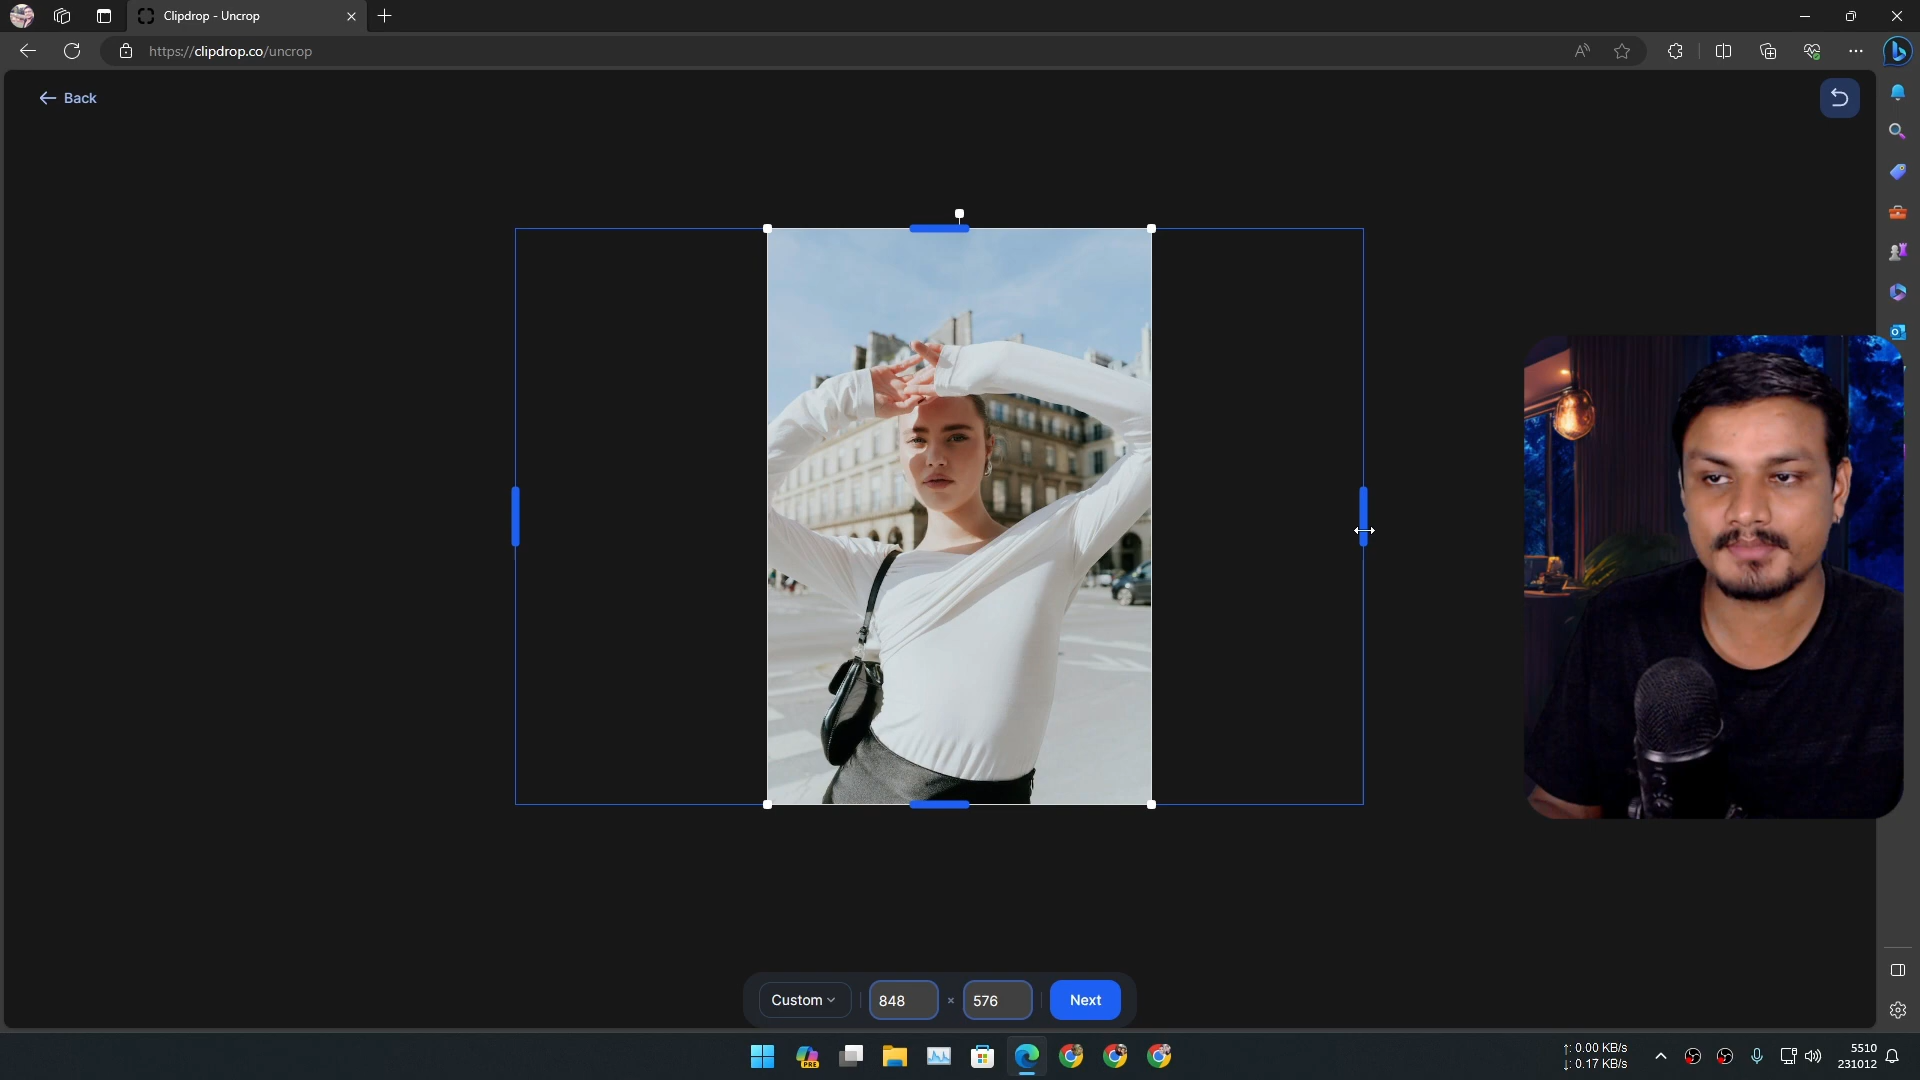 Clipdrop - Uncrop
https://clipdrop.co/uncrop
Back
Custom
848
×
576
Next
PRE
↑: 0.00 KB/s
↓: 0.17 KB/s
5510
231012